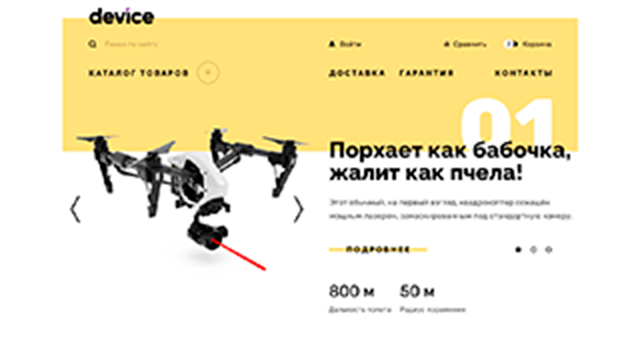 device
Поиск по сайту
Войти
Сравнить
Корзина
КАТАЛОГ ТОВАРОВ +
ДОСТАВКА ГАРАНТИЯ КОНТАКТЫ
01
Порхает как бабочка,
жалит как пчела!
Этот обычный, на первый взгляд, квадрокоптер оснащён
мощным лазером, замаскированным под стандартную камеру.
ПОДРОБНЕЕ
800 м 50 м
Дальность полета Радиус поражения